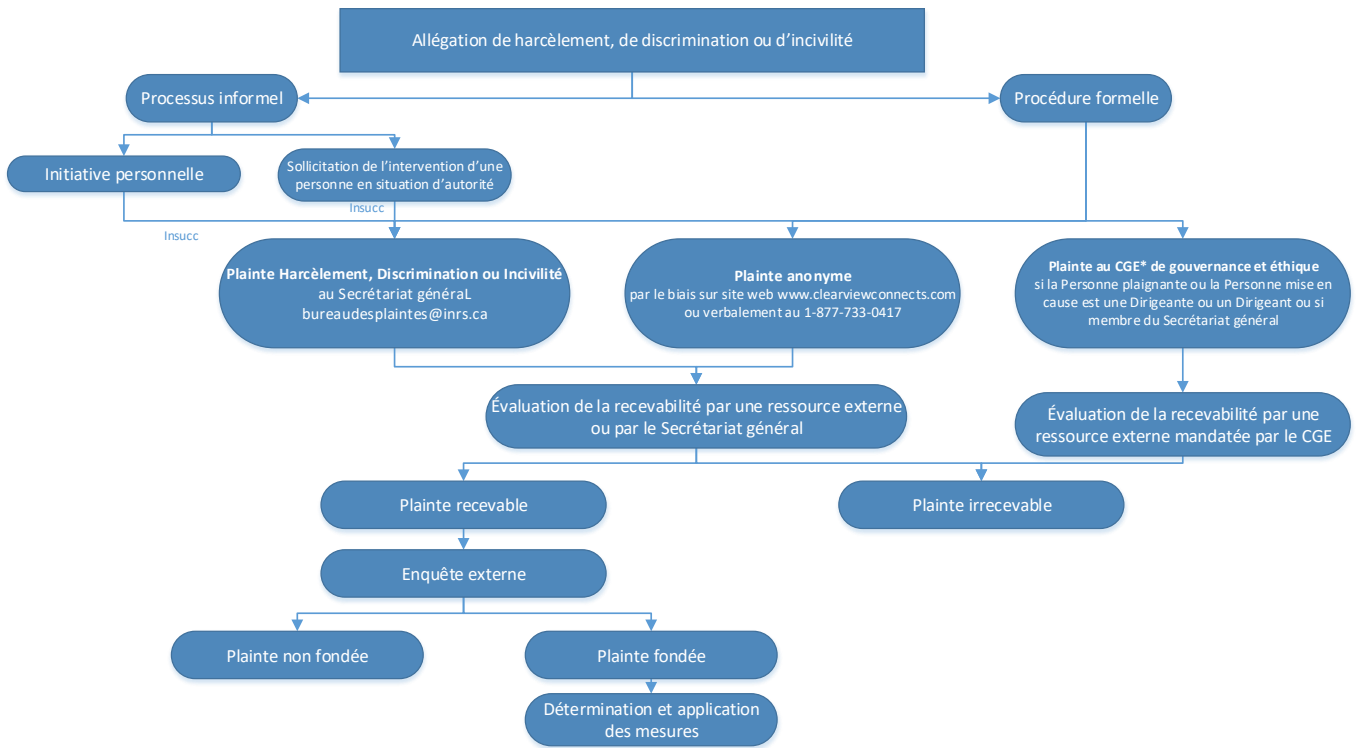 Allégation de harcèlement, de discrimination ou d'incivilité
Processus informel
Procédure formelle
Initiative personnelle
Sollicitation de l'intervention d'une
personne en situation d'autorité
Insucc
Insucc
Plainte Harcèlement, Discrimination ou Incivilité
au Secrétariat généraL
bureaudesplaintes@inrs.ca
Plainte anonyme
par le biais sur site web www.clearviewconnects.com
ou verbalement au 1-877-733-0417
Plainte au CGE* de gouvernance et éthique
si la Personne plaignante ou la Personne mise en
cause est une Dirigeante ou un Dirigeant ou si
membre du Secrétariat général
Évaluation de la recevabilité par une ressource externe
ou par le Secrétariat général
Évaluation de la recevabilité par une
ressource externe mandatée par le CGE
Plainte recevable
Plainte irrecevable
Enquête externe
Plainte non fondée
Plainte fondée
Détermination et application
des mesures